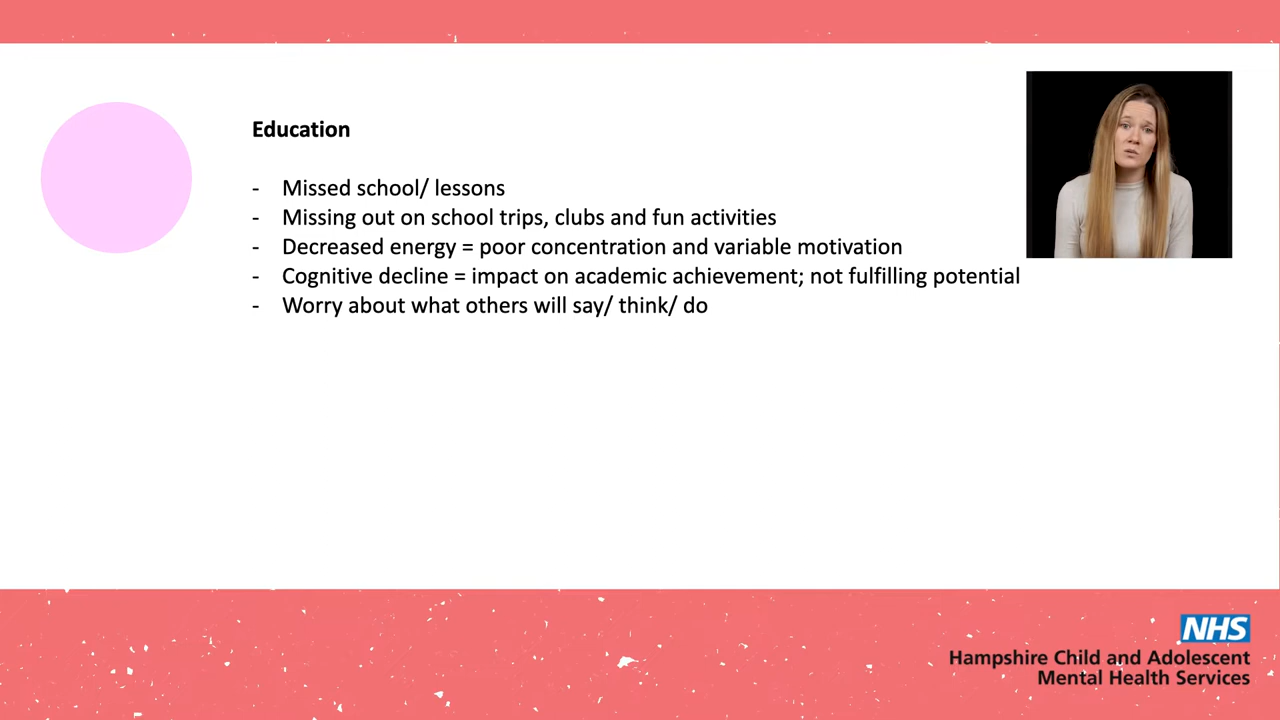 Education
- Missed school/ lessons
- Missing out on school trips, clubs and fun activities
- Decreased energy = poor concentration and variable motivation
- Cognitive decline = impact on academic achievement; not fulfilling potential
- Worry about what others will say/ think/ do
NHS
Hampshire Child and Adolescent
Mental Health Services